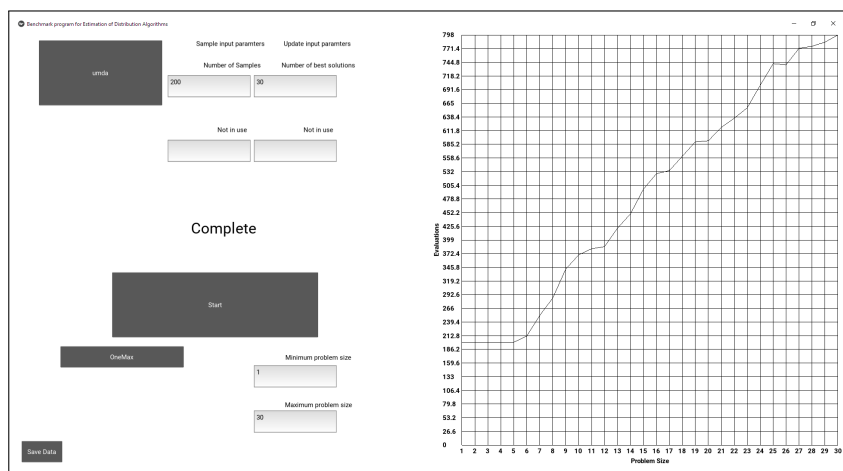 Benchmark program for Estimation of Distribution Algorithms
umda
Sample input paramters
Update input paramters
Number of Samples
Number of best solutions
200
30
Not in use
Not in use
Complete
Start
OneMax
Minimum problem size
1
Maximum problem size
30
Save Data
Evaluations
798
771.4
744.8
718.2
691.6
665
638.4
611.8
585.2
558.6
532
505.4
478.8
452.2
425.6
399
372.4
345.8
319.2
292.6
266
239.4
212.8
186.2
159.6
133
106.4
79.8
53.2
26.6
0
1 2 3 4 5 6 7 8 9 10 11 12 13 14 15 16 17 18 19 20 21 22 23 24 25 26 27 28 29 30
Problem Size